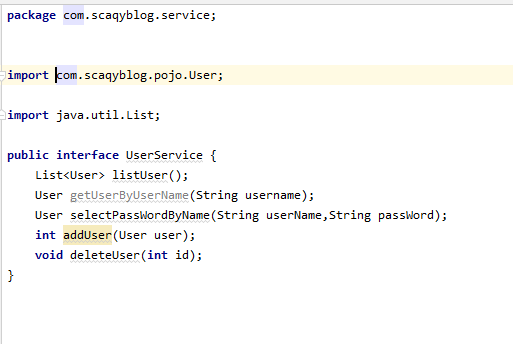 package com.scaqyblog.service;
import com.scaqyblog.pojo.User;
import java.util.List;
public interface UserService {
List<User> listUser();
User getUserByUserName(String username);
User selectPassWordByName(String userName,String passWord);
int addUser(User user);
void deleteUser(int id);
}